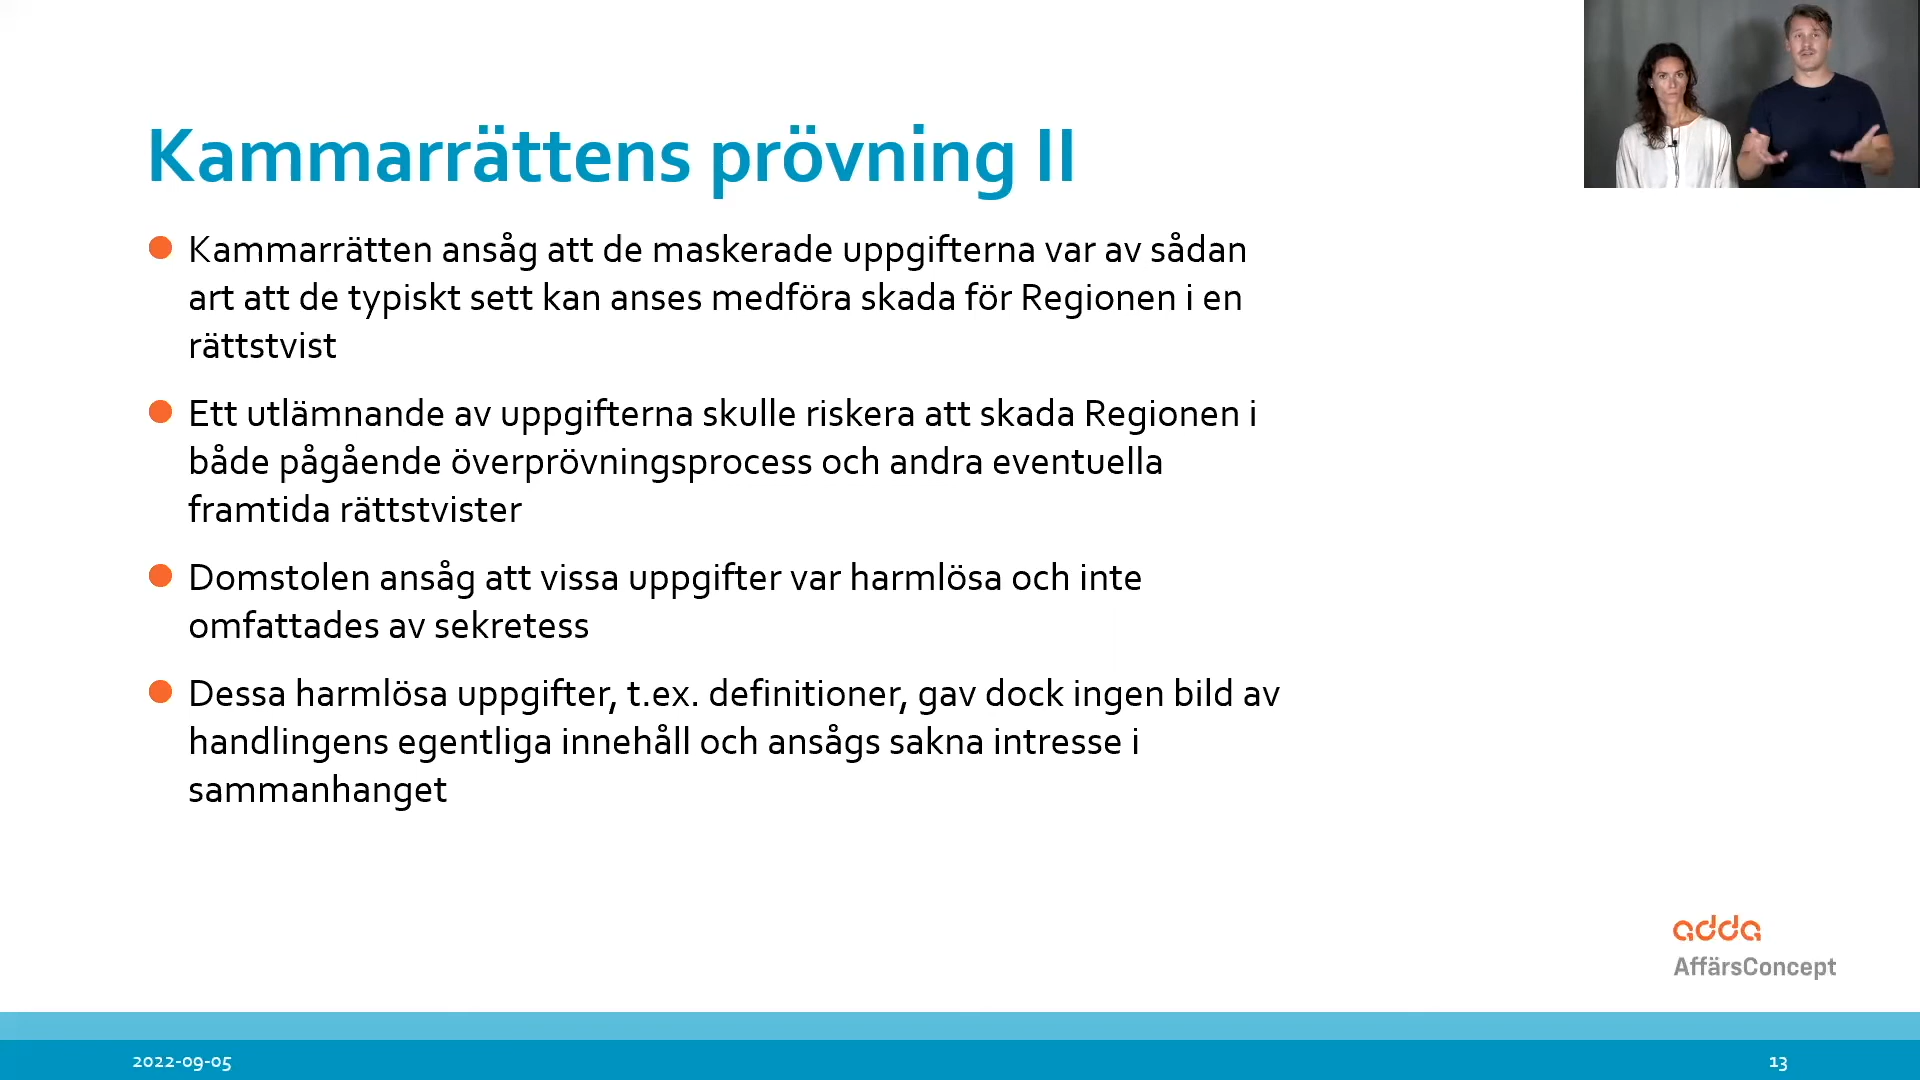 Kammarrättens prövning II
Kammarrätten ansåg att de maskerade uppgifterna var av sådan
art att de typiskt sett kan anses medföra skada för Regionen i en
rättstvist
Ett utlämnande av uppgifterna skulle riskera att skada Regionen i
både pågående överprövningsprocess och andra eventuella
framtida rättstvister
Domstolen ansåg att vissa uppgifter var harmlösa och inte
omfattades av sekretess
Dessa harmlösa uppgifter, t.ex. definitioner, gav dock ingen bild av
handlingens egentliga innehåll och ansågs sakna intresse i
sammanhanget
adda
AffärsConcept
2022-09-05
13